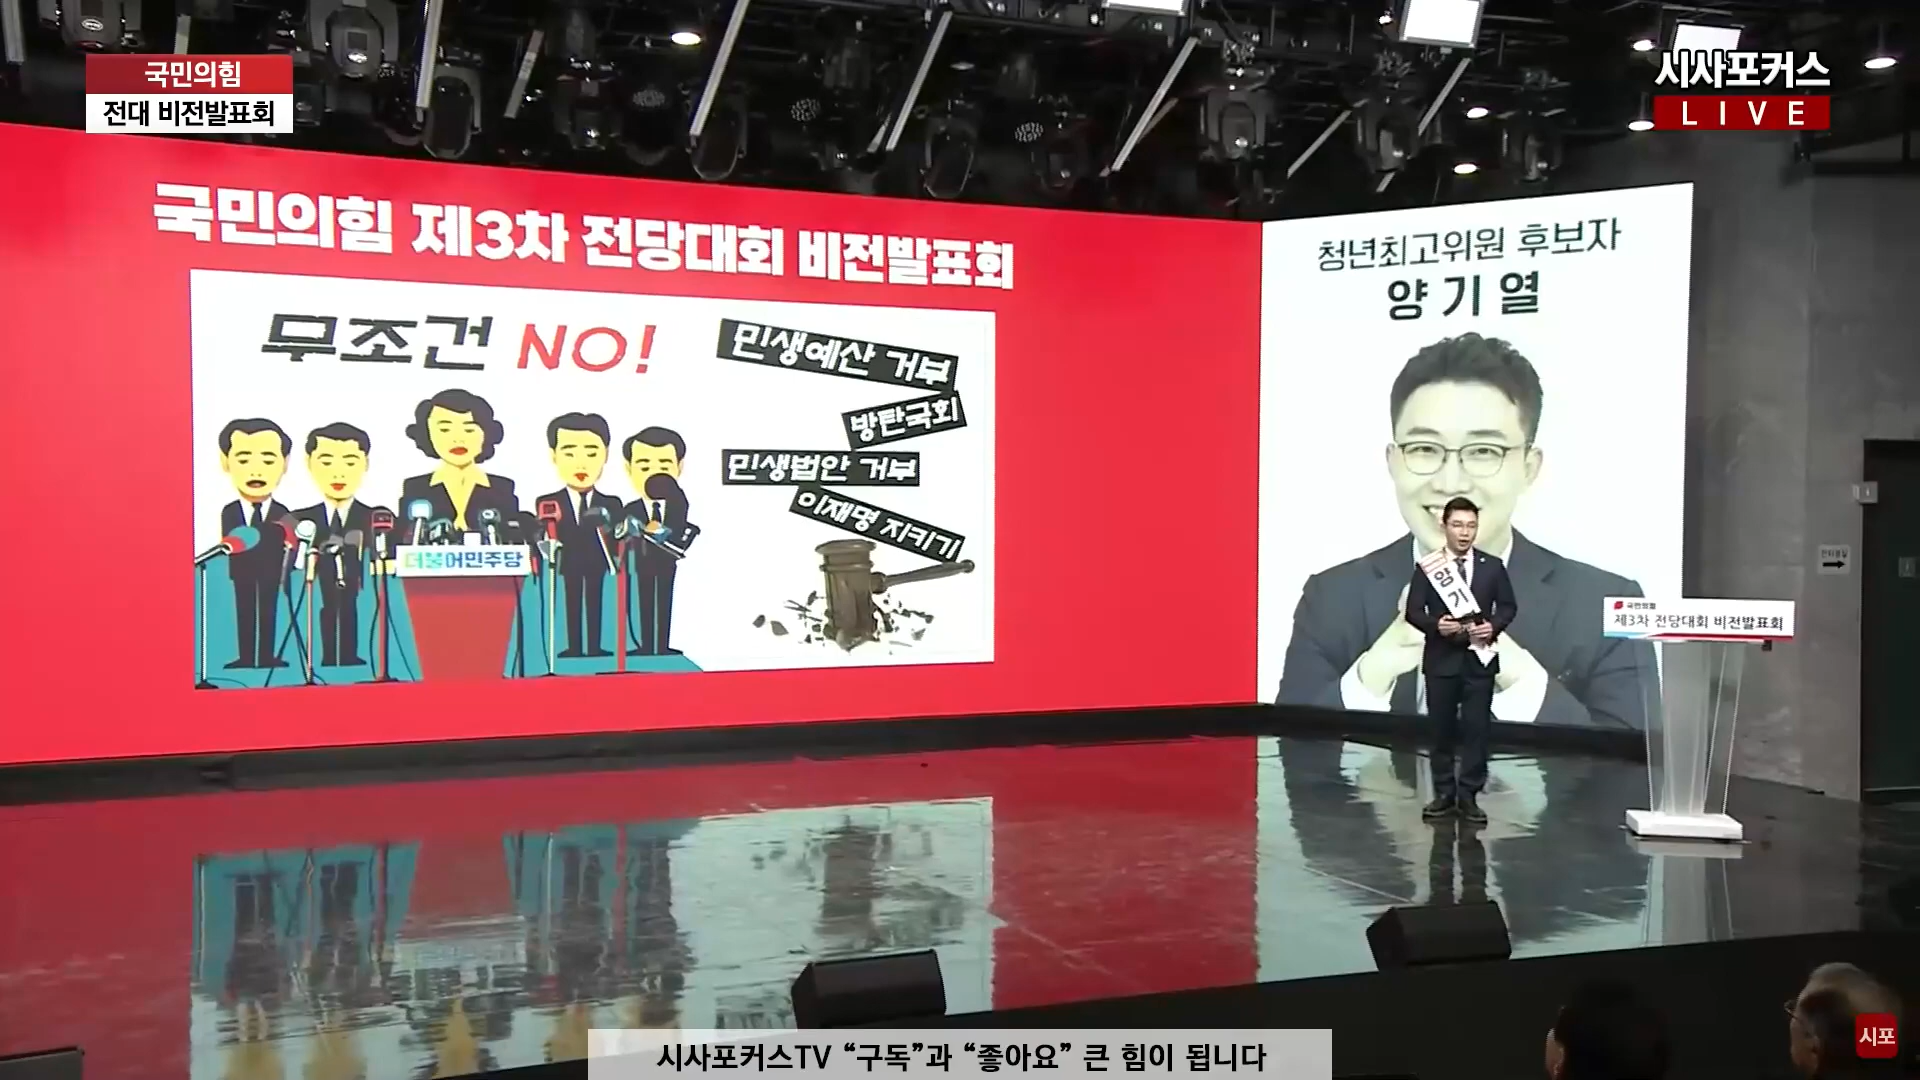 국민의힘
전대 비전발표회
시사포커스
LIVE
국민의힘 제3차 전당대회 비전발표회
무조건 NO!
민생예산 거부
방탄국회
민생법안 거부
이재명 지키기
더불어민주당
청년최고위원 후보자
양기열
양기
국민의힘
제3차 전당대회 비전발표회
시사포커스TV “구독”과 “좋아요” 큰 힘이 됩니다
시포